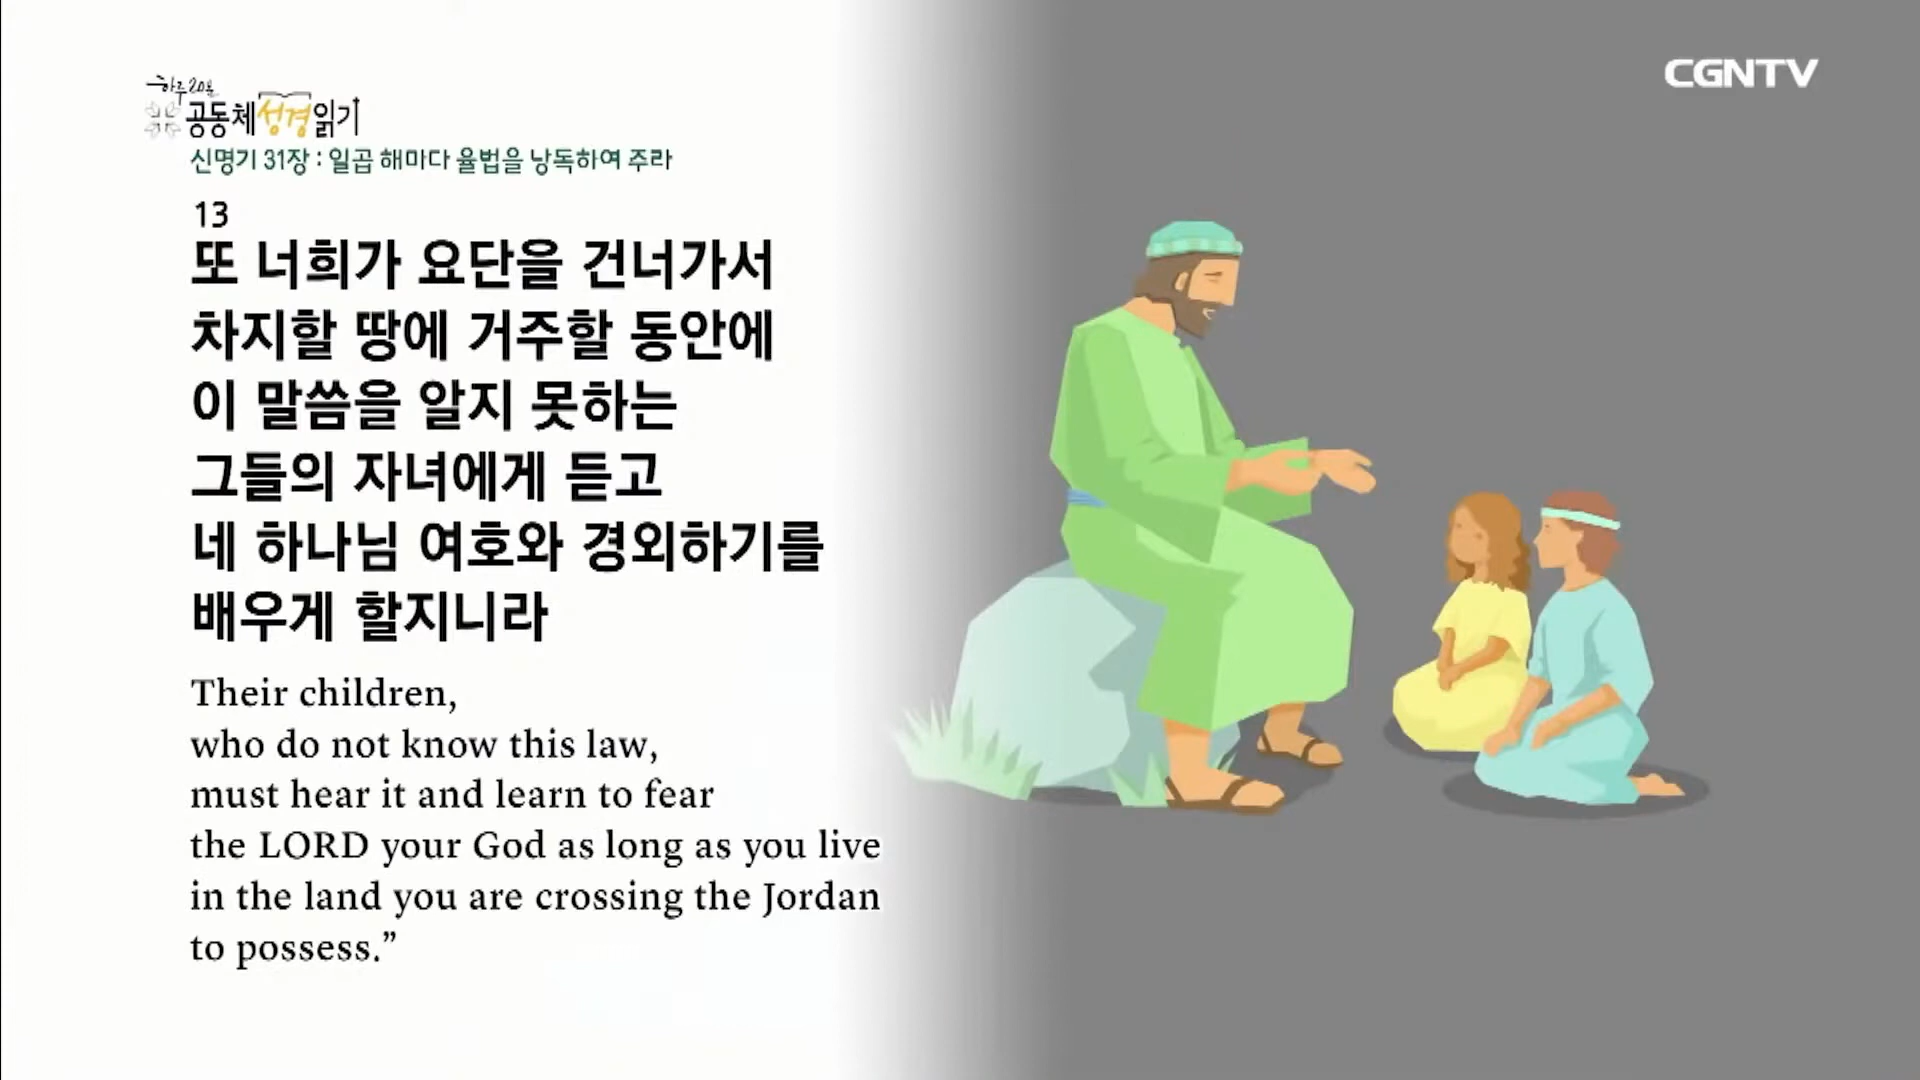 하루 20분
공동체성경읽기
CGNTV
신명기 31장 : 일곱 해마다 율법을 낭독하여 주라
13
또 너희가 요단을 건너가서
차지할 땅에 거주할 동안에
이 말씀을 알지 못하는
그들의 자녀에게 듣고
네 하나님 여호와 경외하기를
배우게 할지니라
Their children,
who do not know this law,
must hear it and learn to fear
the LORD your God as long as you live
in the land you are crossing the Jordan
to possess.”